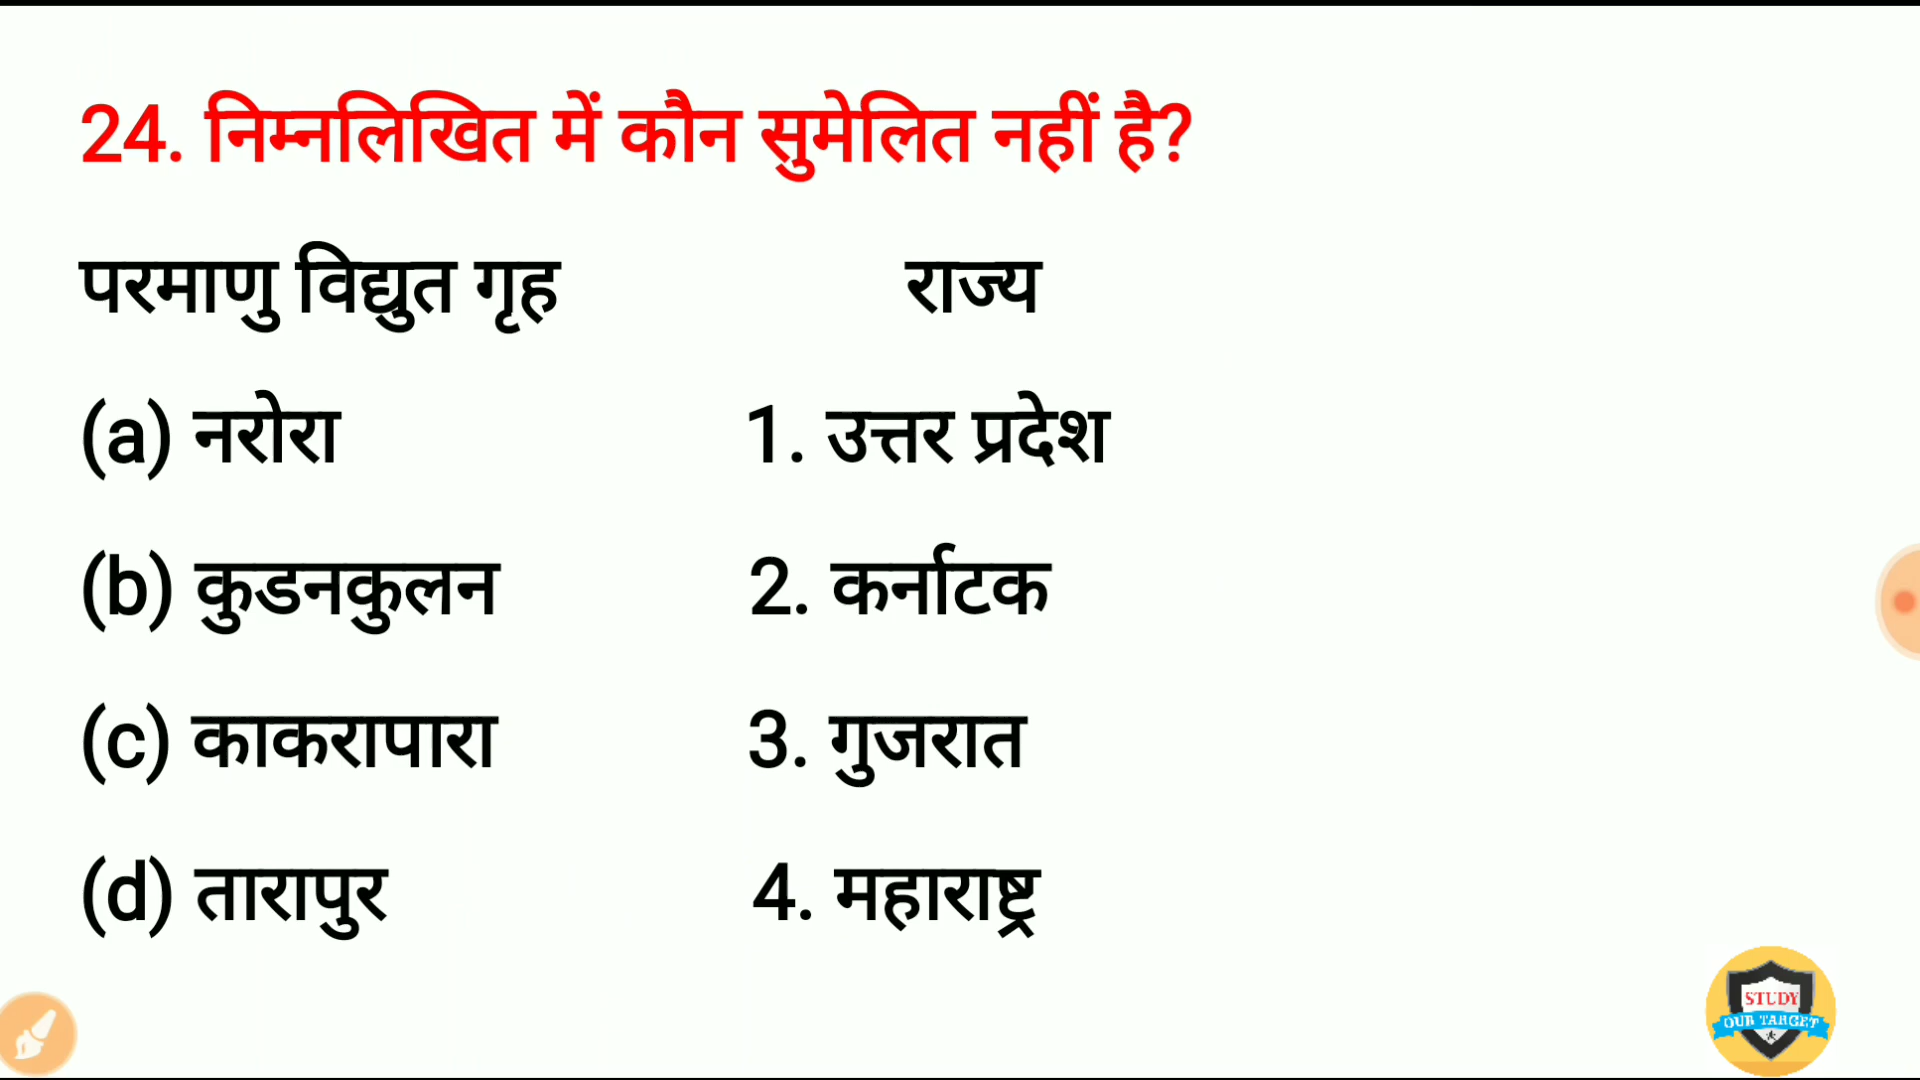 24. निम्नलिखित में कौन सुमेलित नहीं है?
परमाणु विद्युत गृह राज्य
(a) नरोरा 1. उत्तर प्रदेश
(b) कुडनकुलन 2. कर्नाटक
(c) काकरापारा 3. गुजरात
(d) तारापुर 4. महाराष्ट्र
STUDY
OUR TARGET